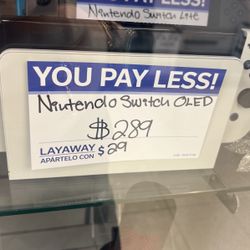 YOU PAY LESS!
Nintendo Switch Lite
YOU PAY LESS!
Nintendo Switch OLED
$289
LAYAWAY
APÁRTELO CON $29